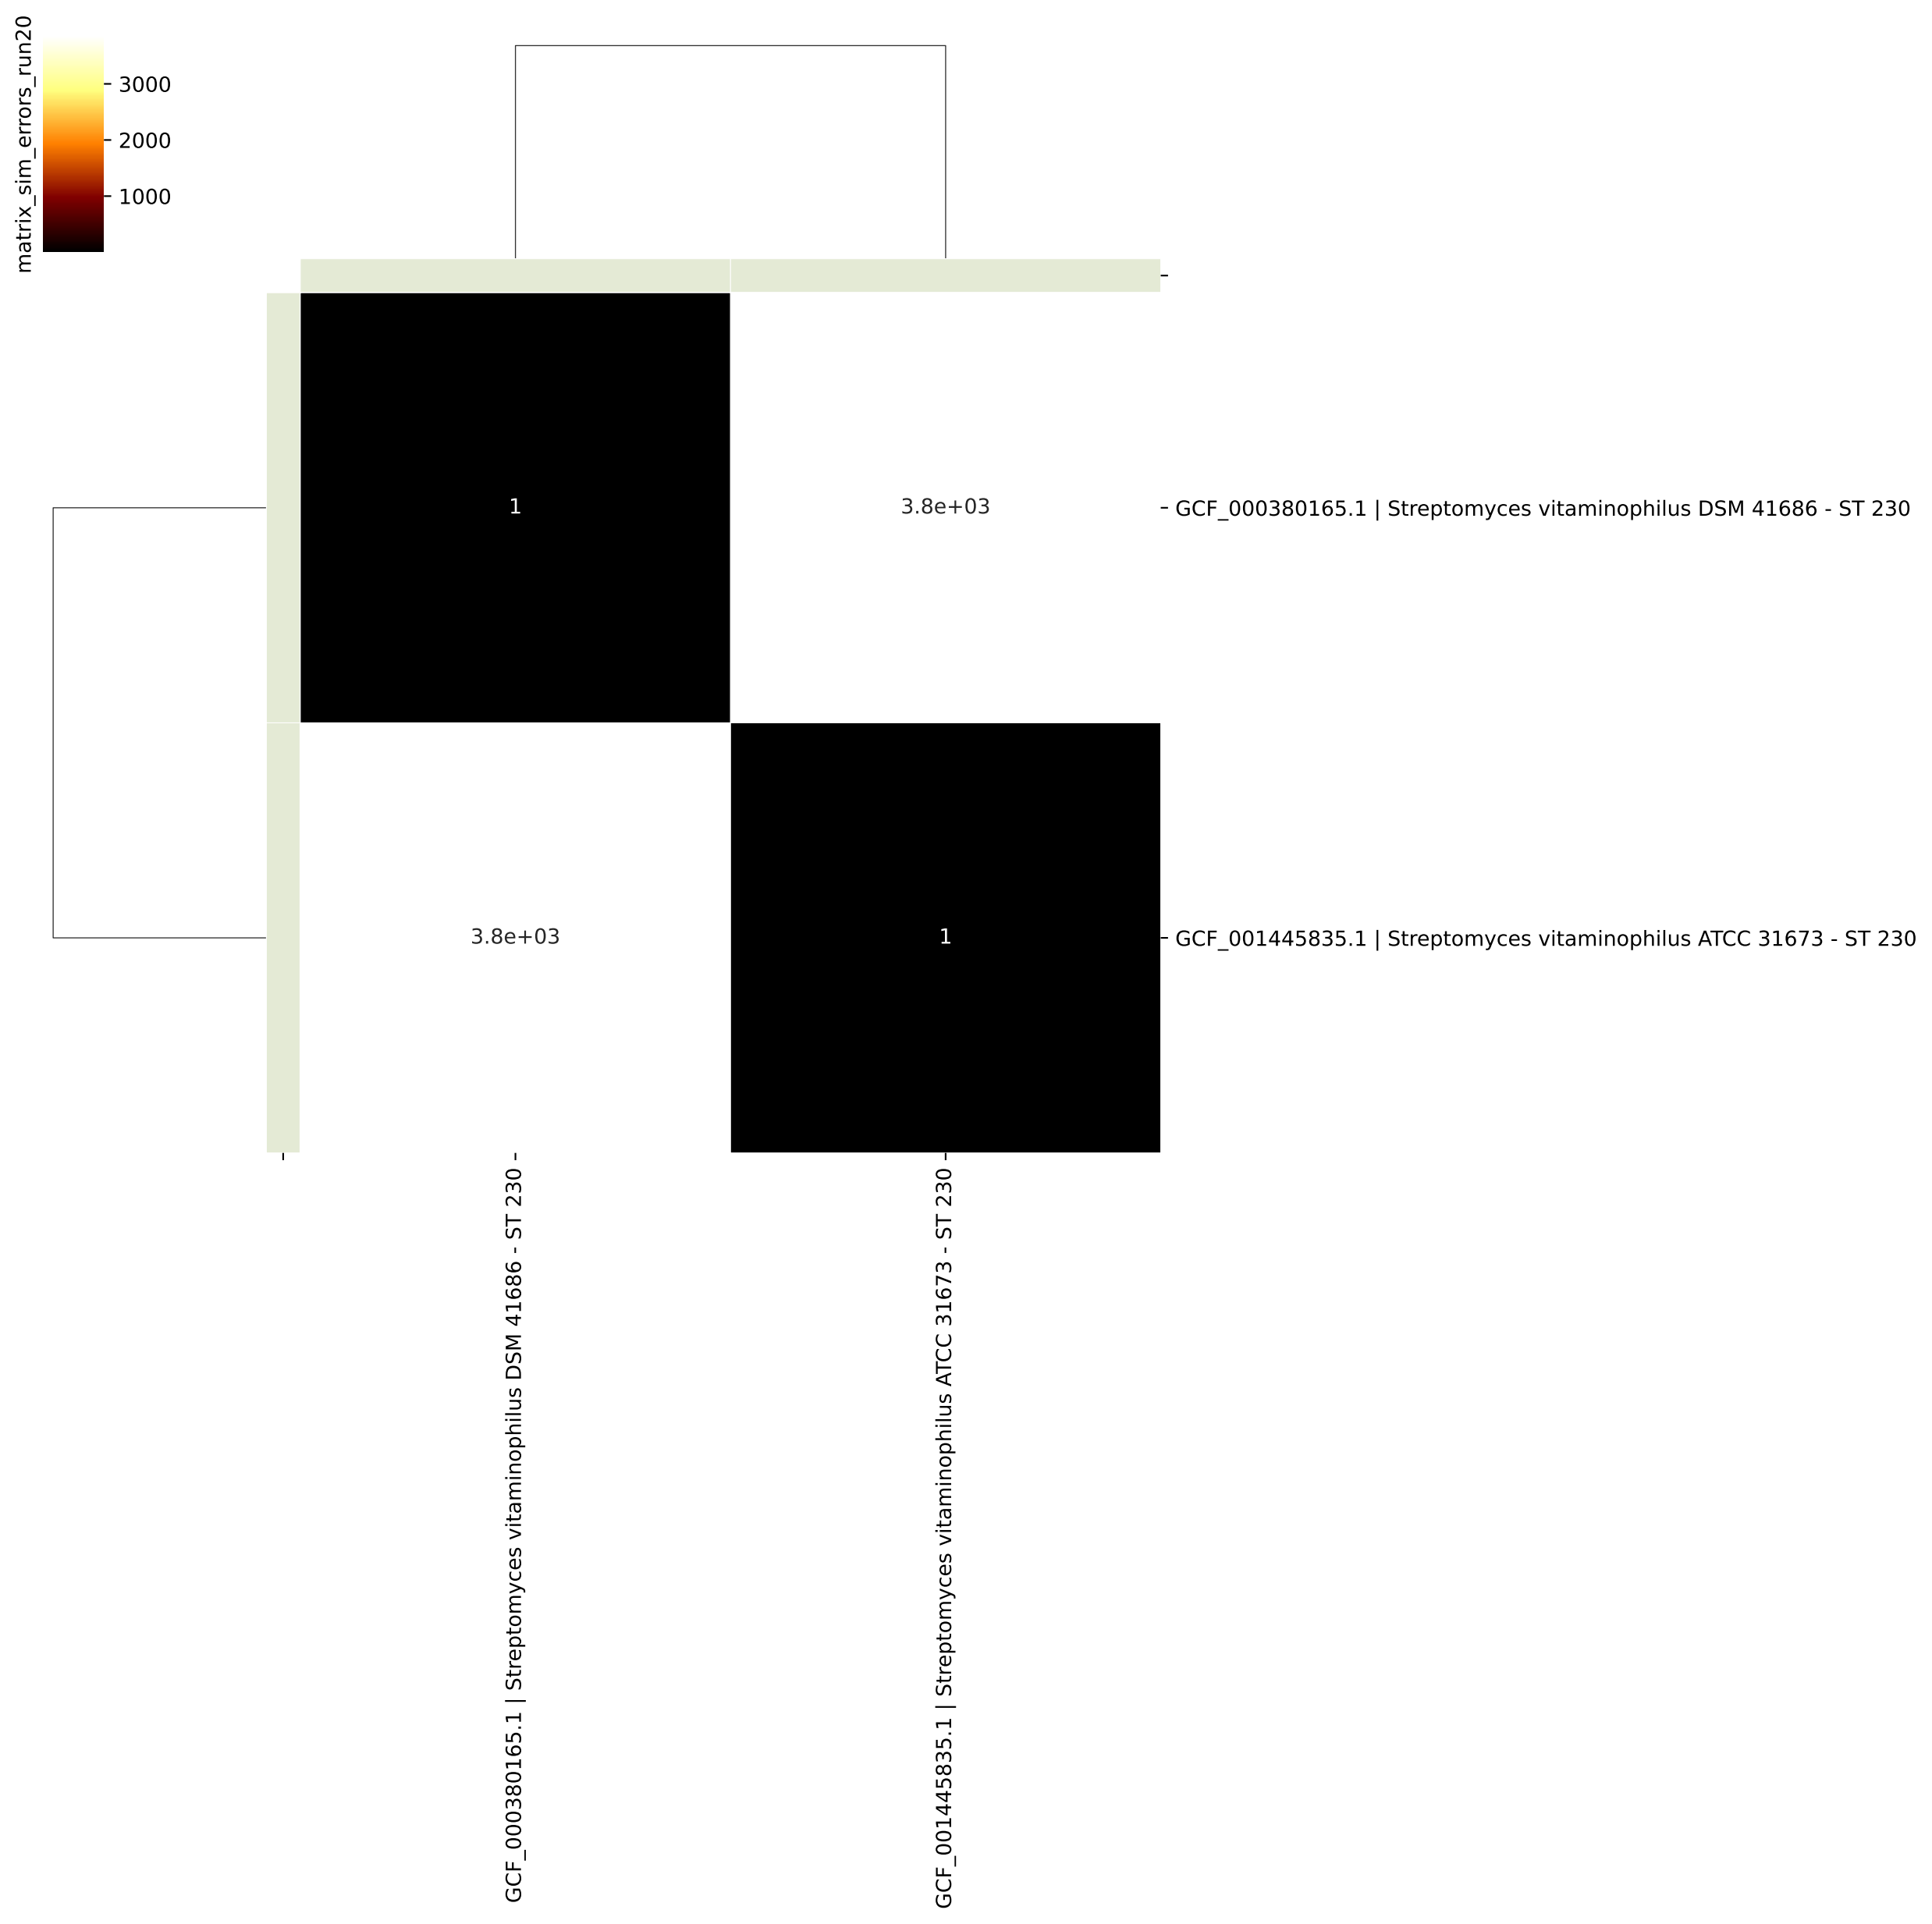 matrix_sim_errors_run20
3000
2000
1000
1
3.8e+03
GCF_000380165.1 | Streptomyces vitaminophilus DSM 41686 - ST 230
3.8e+03
1
GCF_001445835.1 | Streptomyces vitaminophilus ATCC 31673 - ST 230
GCF_000380165.1 | Streptomyces vitaminophilus DSM 41686 - ST 230
GCF_001445835.1 | Streptomyces vitaminophilus ATCC 31673 - ST 230